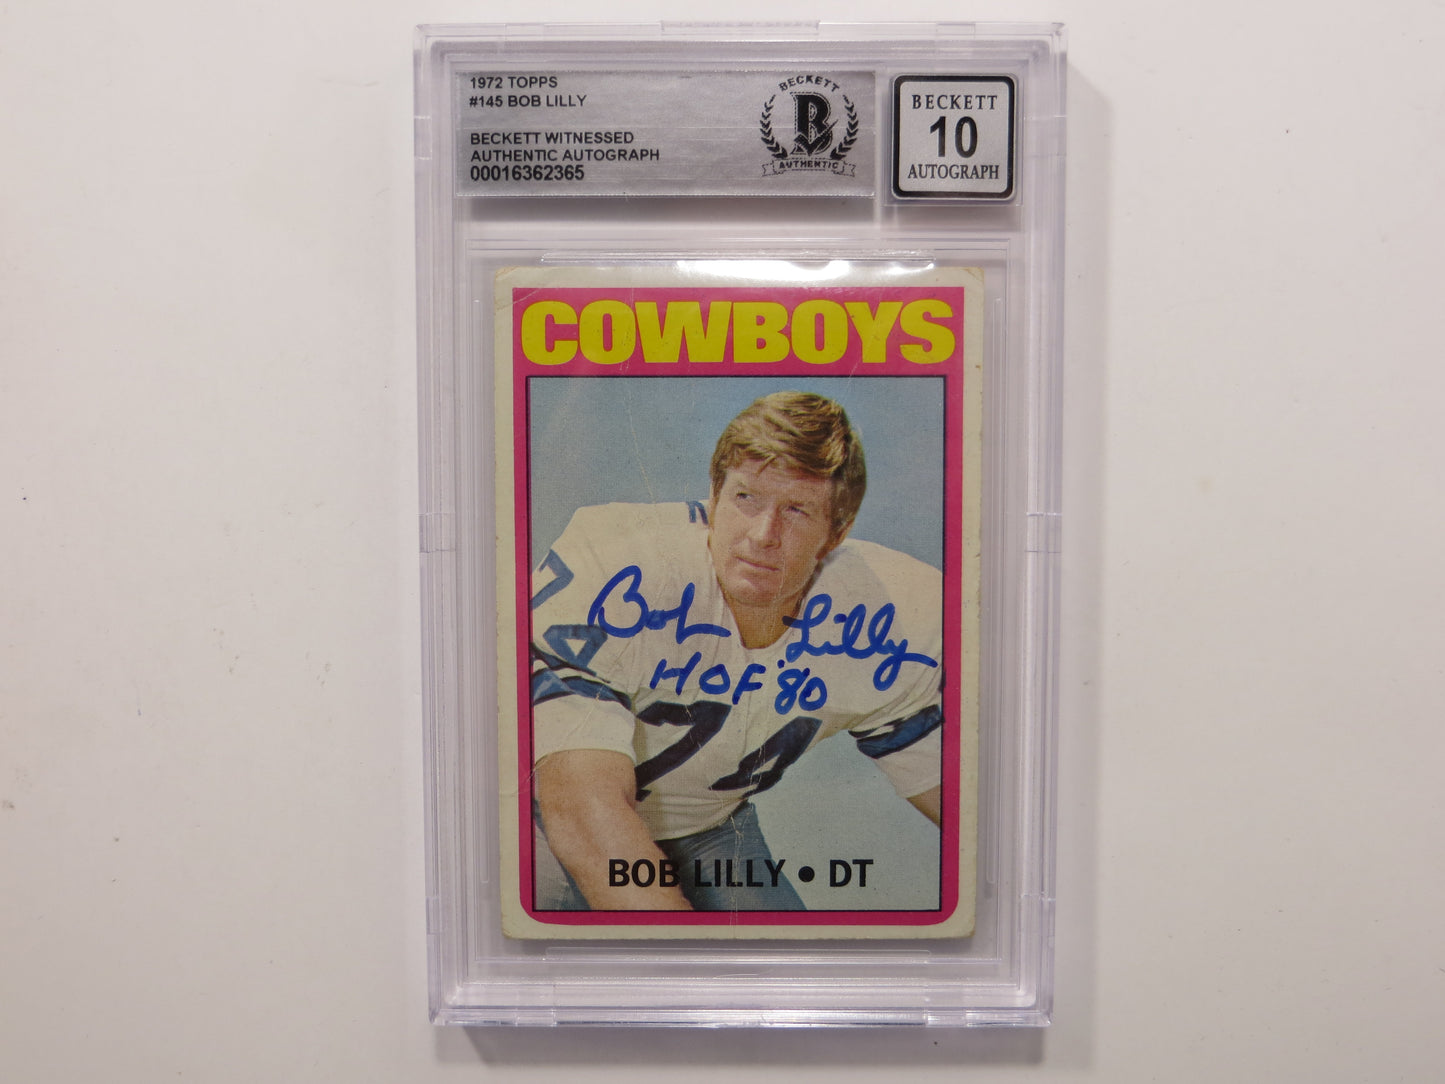 1972 TOPPS
#145 BOB LILLY
BECKETT WITNESSED
AUTHENTIC AUTOGRAPH
00016362365
BECKETT
B
AUTHENTIC
BECKETT
10
AUTOGRAPH
COWBOYS
Bob Lilly
HOF '80
74
74
BOB LILLY • DT